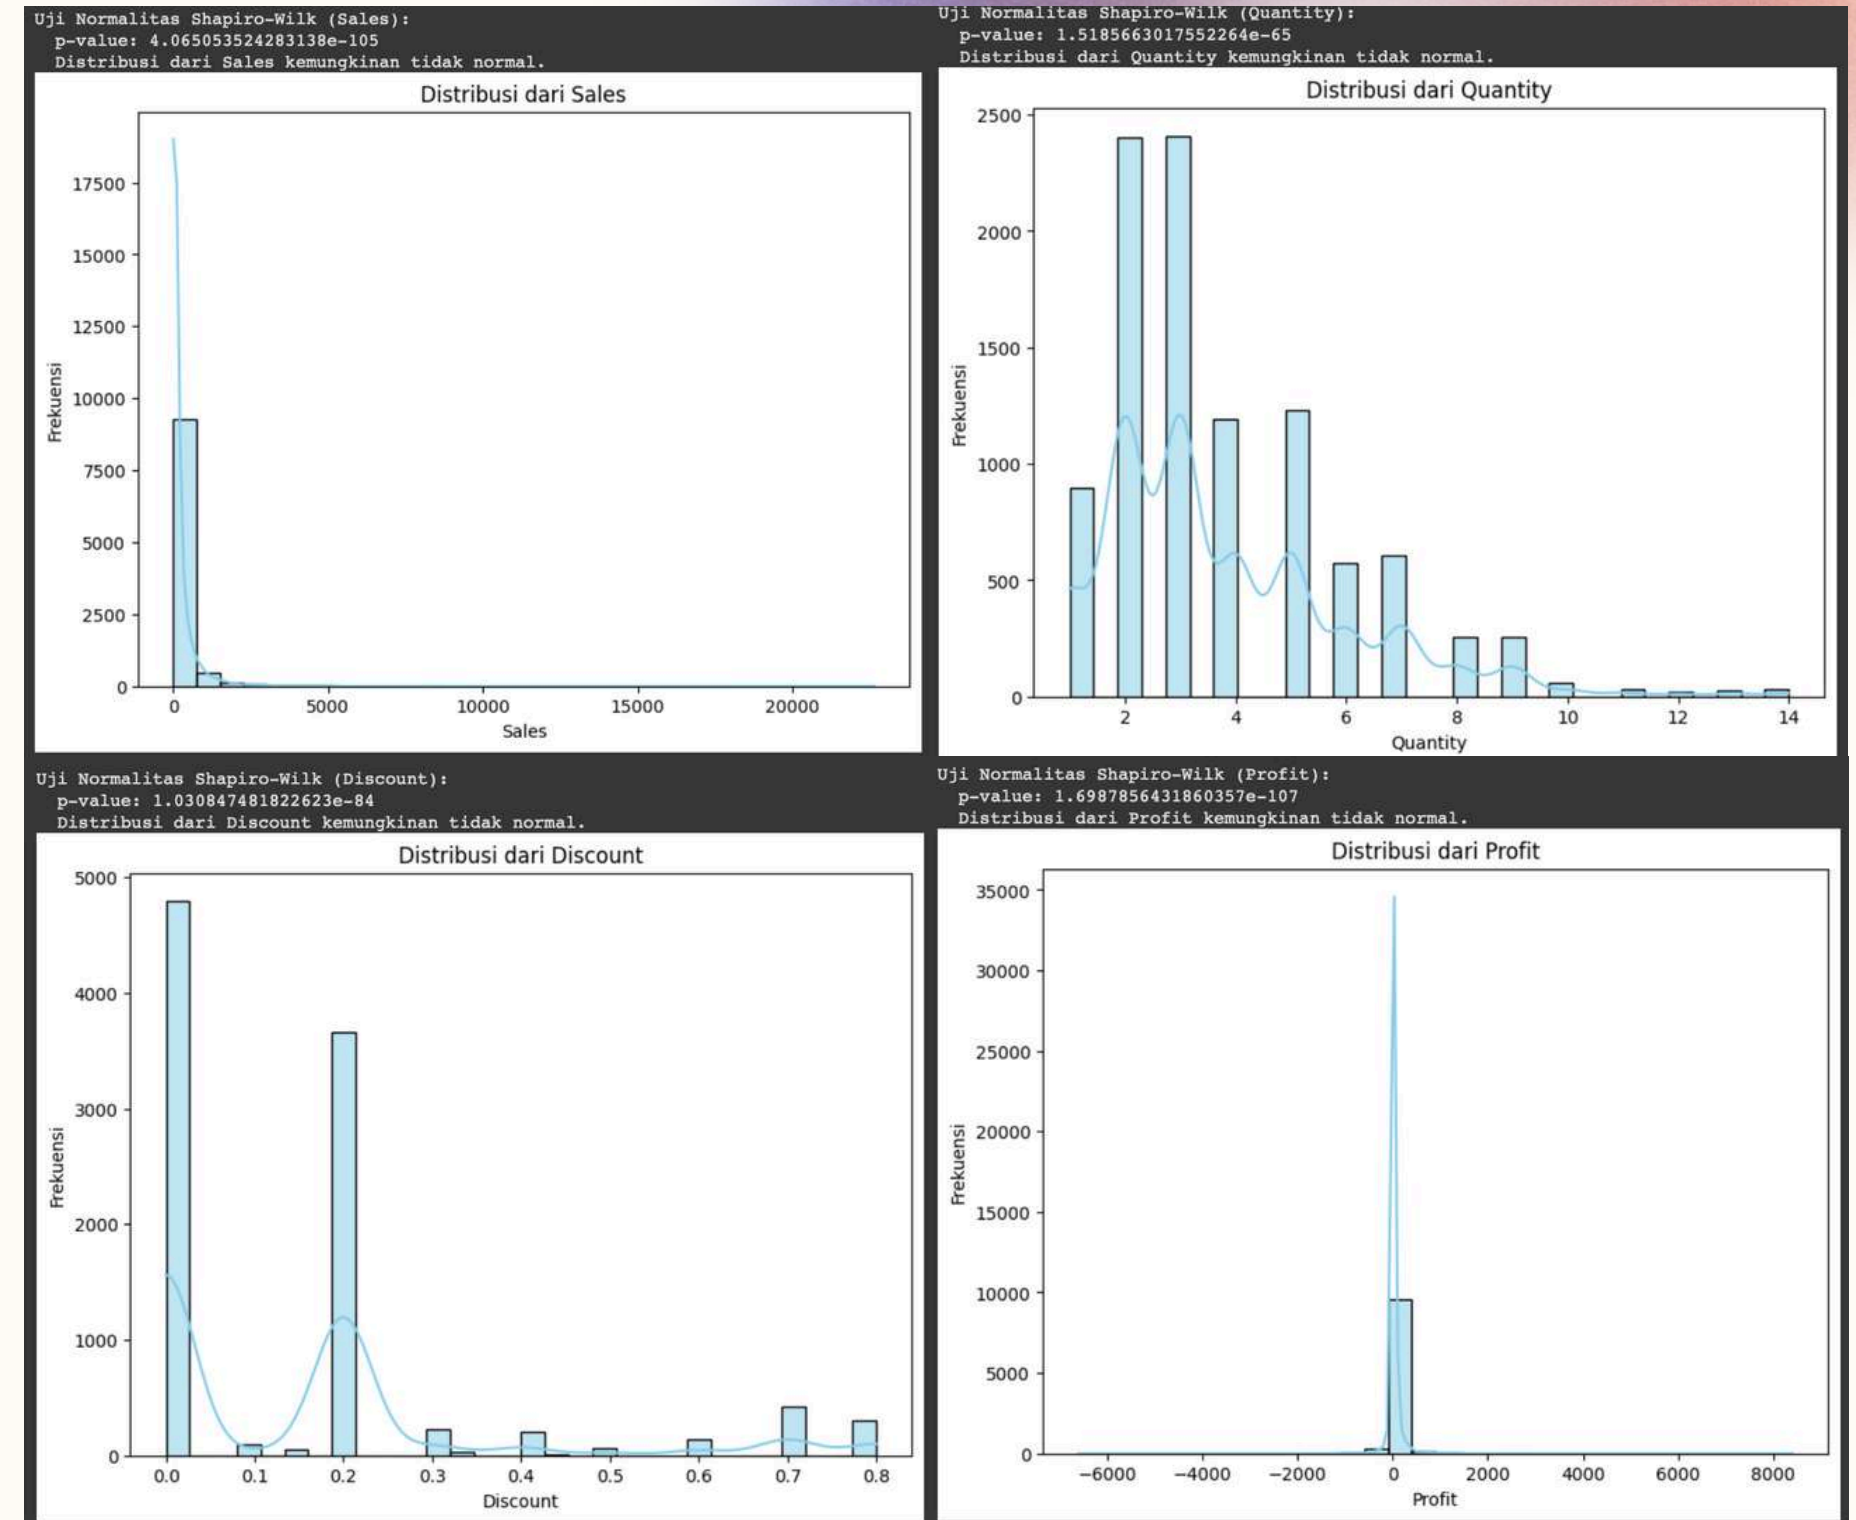 Uji Normalitas Shapiro-Wilk (Sales):
p-value: 4.065053524283138e-105
Distribusi dari Sales kemungkinan tidak normal.
Distribusi dari Sales
17500
15000
12500
10000
7500
5000
2500
0
Frekuensi
0 5000 10000 15000 20000
Sales
Uji Normalitas Shapiro-Wilk (Quantity):
p-value: 1.5185663017552264e-65
Distribusi dari Quantity kemungkinan tidak normal.
Distribusi dari Quantity
2500
2000
1500
1000
500
0
Frekuensi
2 4 6 8 10 12 14
Quantity
Uji Normalitas Shapiro-Wilk (Discount):
p-value: 1.030847481822623e-84
Distribusi dari Discount kemungkinan tidak normal.
Distribusi dari Discount
5000
4000
3000
2000
1000
0
Frekuensi
0.0 0.1 0.2 0.3 0.4 0.5 0.6 0.7 0.8
Discount
Uji Normalitas Shapiro-Wilk (Profit):
p-value: 1.6987856431860357e-107
Distribusi dari Profit kemungkinan tidak normal.
Distribusi dari Profit
35000
30000
25000
20000
15000
10000
5000
0
Frekuensi
−6000 −4000 −2000 0 2000 4000 6000 8000
Profit